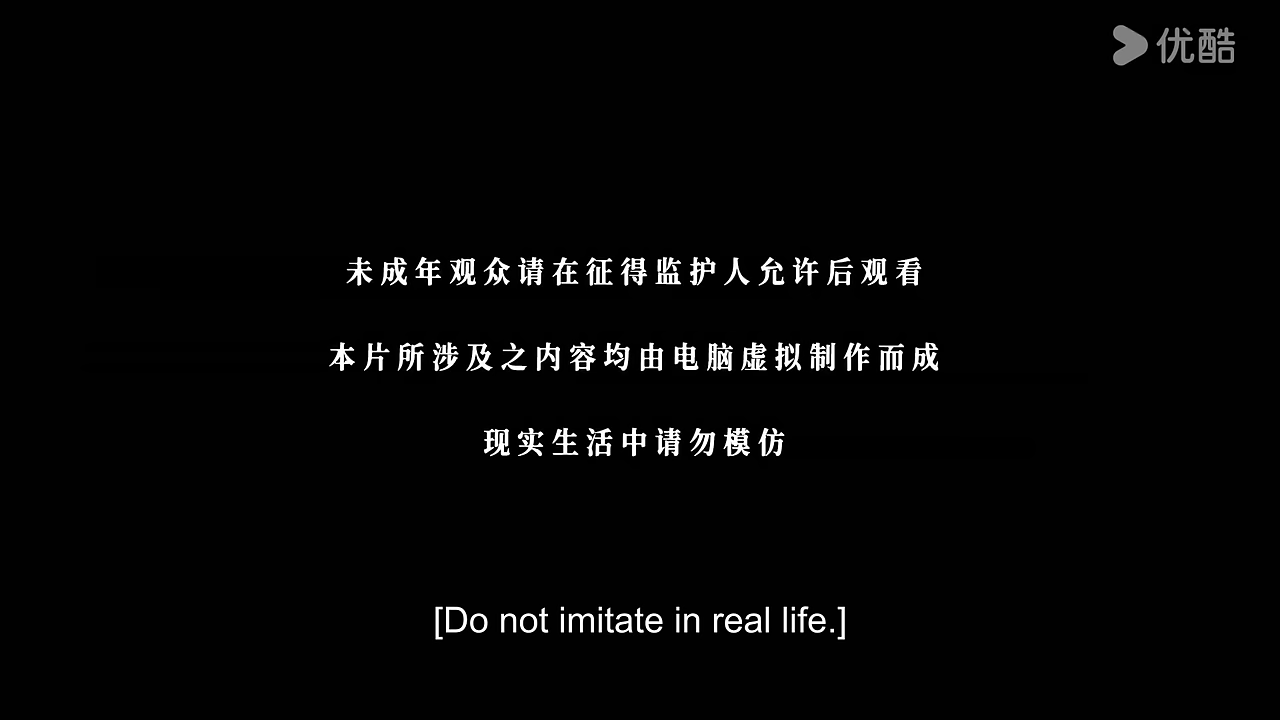 优酷
未成年观众请在征得监护人允许后观看
本片所涉及之内容均由电脑虚拟制作而成
现实生活中请勿模仿
[Do not imitate in real life.]